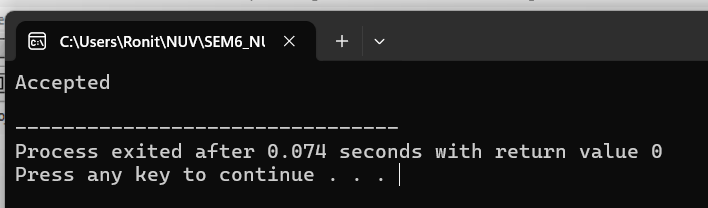 C:\Users\Ronit\NUV\SEM6_NU
Accepted
--------------------------------
Process exited after 0.074 seconds with return value 0
Press any key to continue . . .